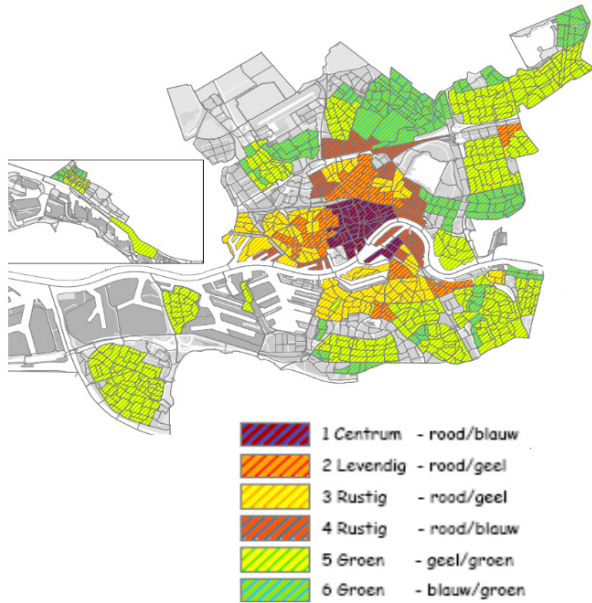 1 Centrum - rood/blauw
2 Levendig - rood/geel
3 Rustig - rood/geel
4 Rustig - rood/blauw
5 Groen - geel/groen
6 Groen - blauw/groen